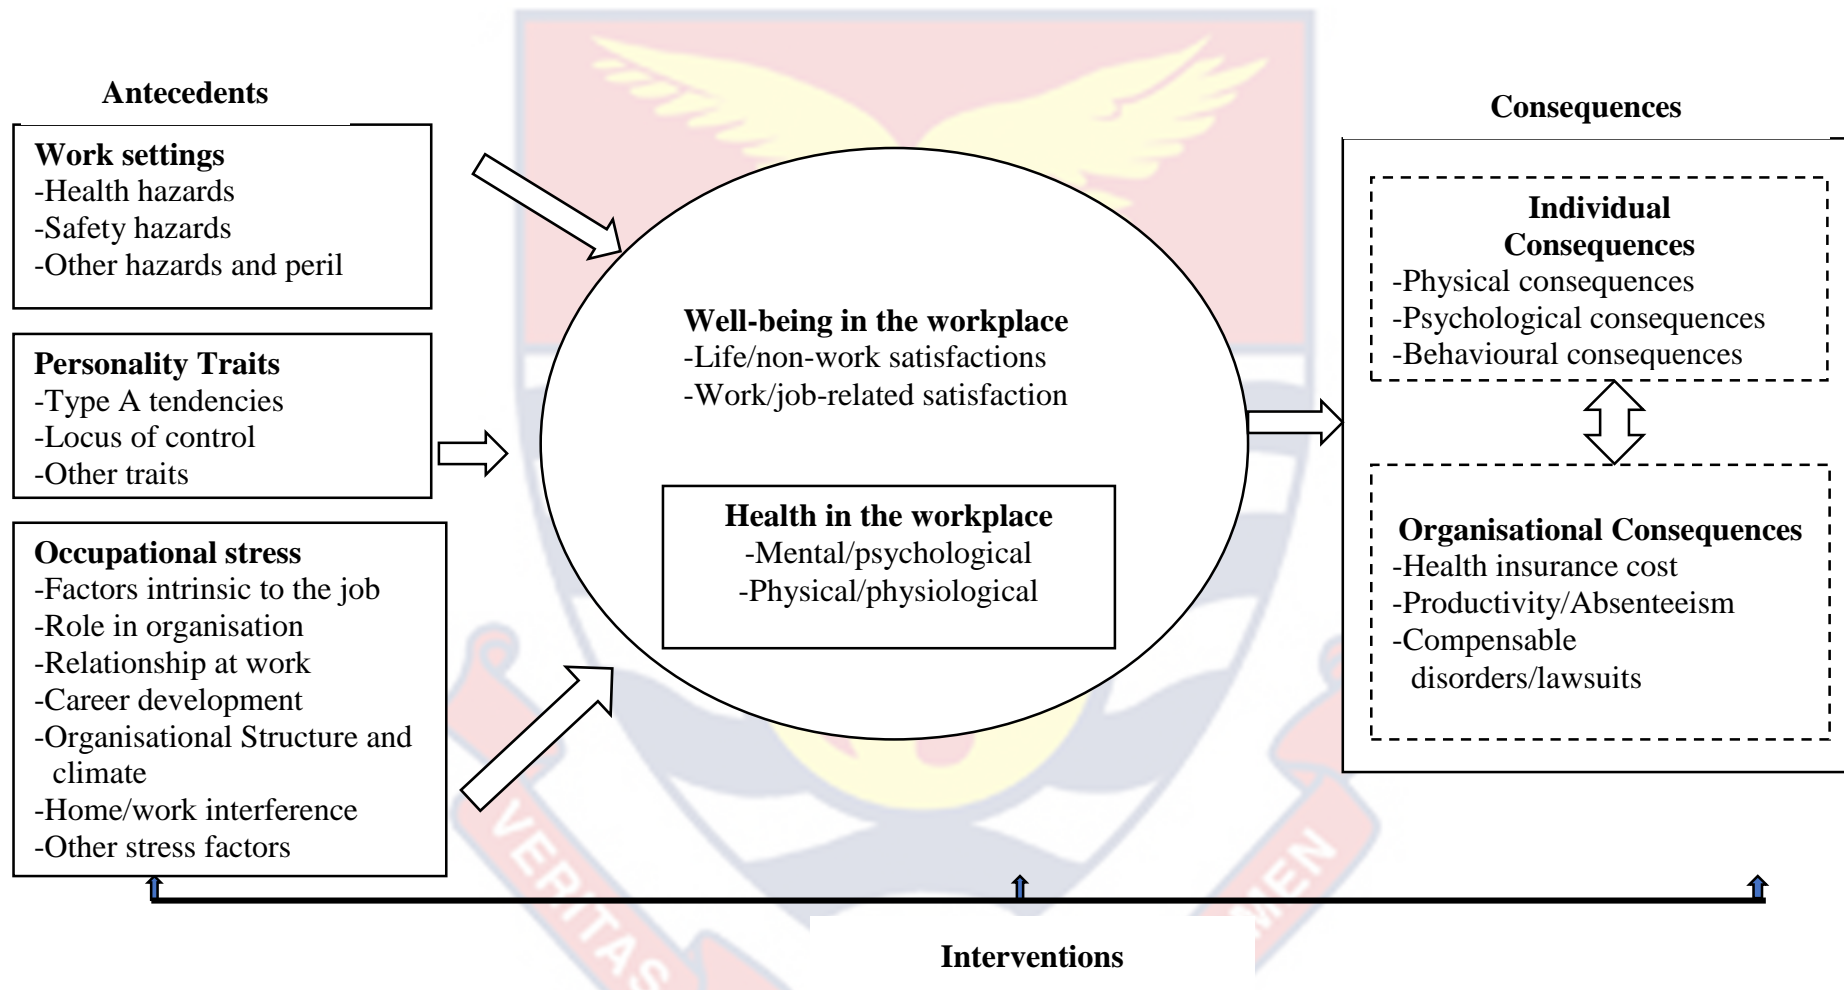 Antecedents
Work settings
-Health hazards
-Safety hazards
-Other hazards and peril
Personality Traits
-Type A tendencies
-Locus of control
-Other traits
Occupational stress
-Factors intrinsic to the job
-Role in organisation
-Relationship at work
-Career development
-Organisational Structure and
climate
-Home/work interference
-Other stress factors
Well-being in the workplace
-Life/non-work satisfactions
-Work/job-related satisfaction
Health in the workplace
-Mental/psychological
-Physical/physiological
Consequences
Individual
Consequences
-Physical consequences
-Psychological consequences
-Behavioural consequences
Organisational Consequences
-Health insurance cost
-Productivity/Absenteeism
-Compensable
disorders/lawsuits
VERITAS
MEN
Interventions